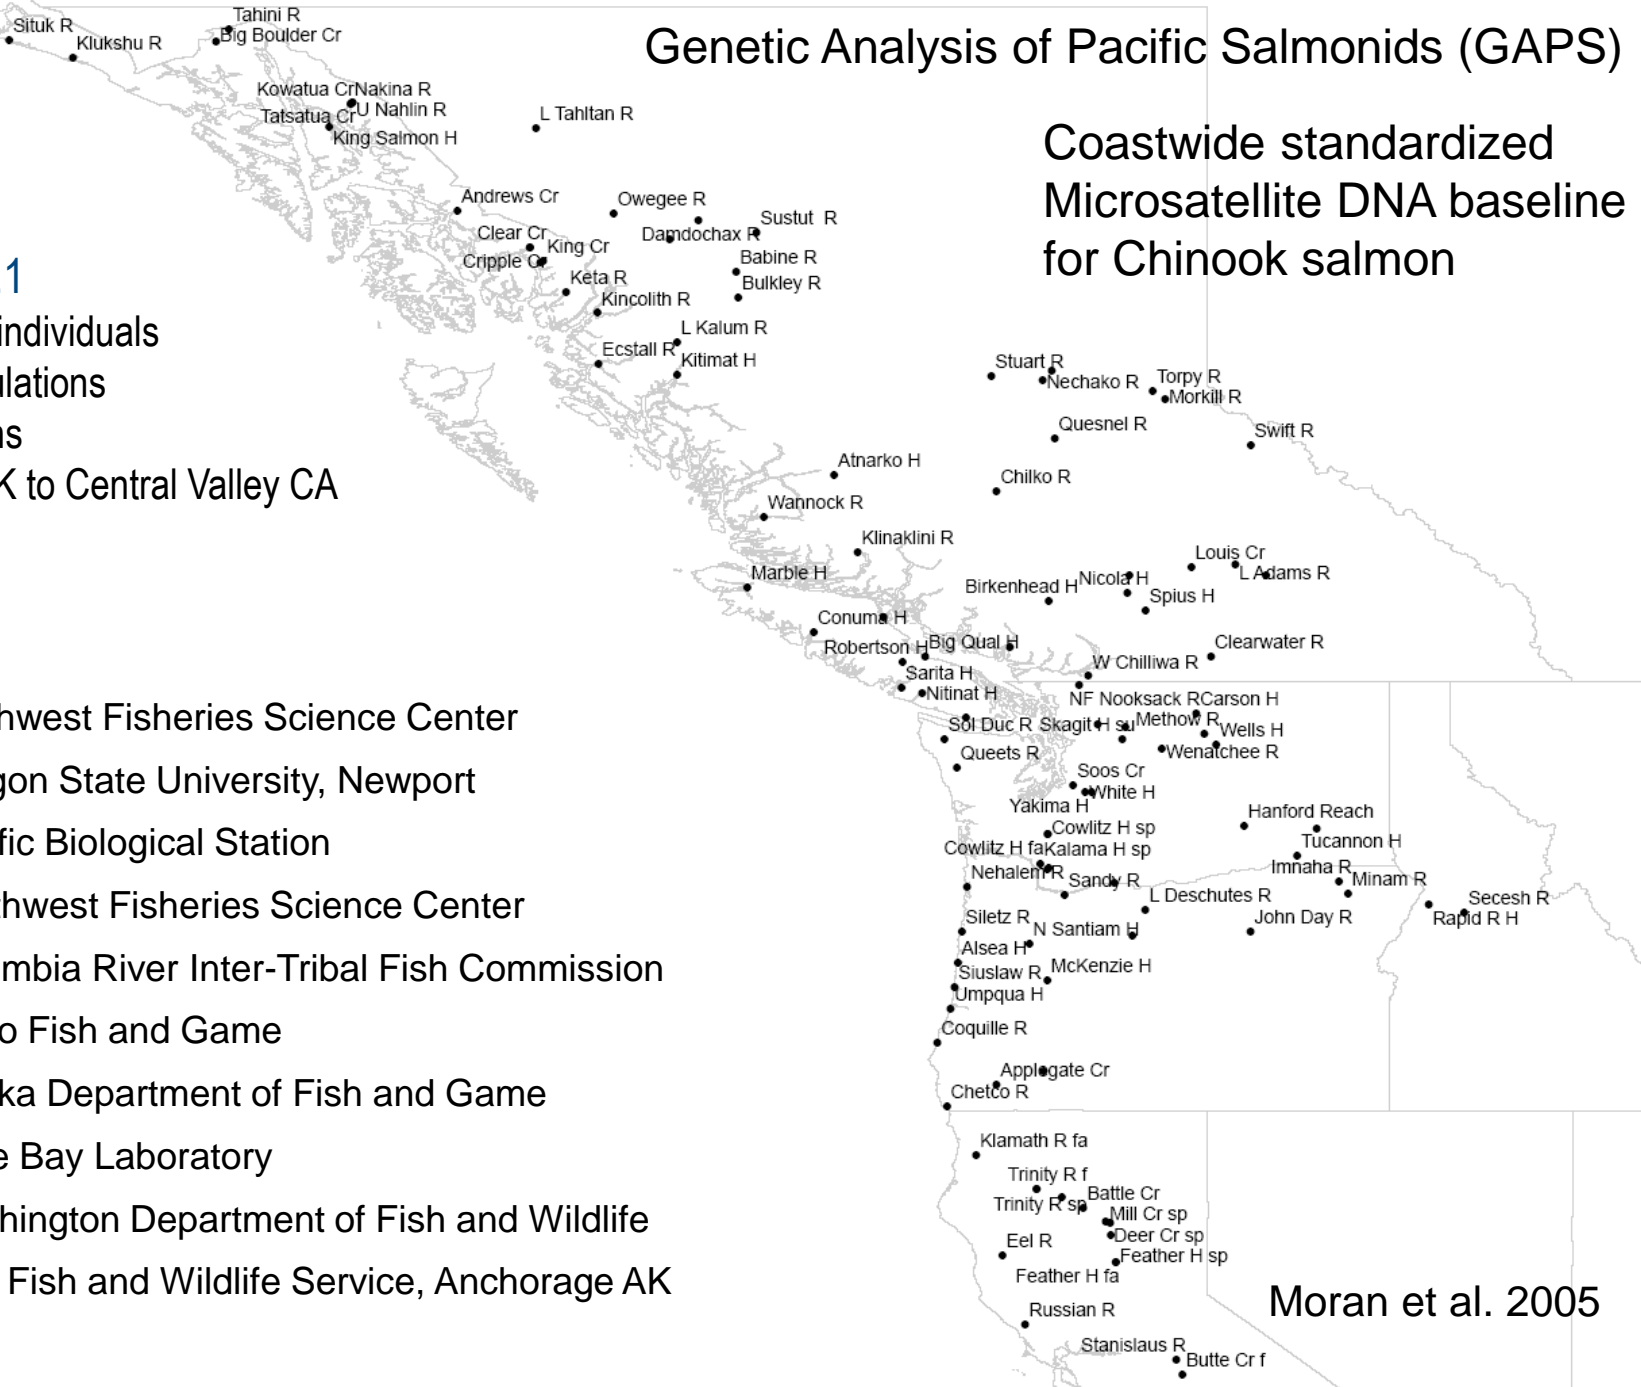 Genetic Analysis of Pacific Salmonids (GAPS)
Coastwide standardized
Microsatellite DNA baseline
for Chinook salmon
.1
individuals
ulations
ns
K to Central Valley CA
hwest Fisheries Science Center
gon State University, Newport
fic Biological Station
thwest Fisheries Science Center
mbia River Inter-Tribal Fish Commission
o Fish and Game
ka Department of Fish and Game
e Bay Laboratory
hington Department of Fish and Wildlife
Fish and Wildlife Service, Anchorage AK
Situk R
Klukshu R
Tahini R
Big Boulder Cr
Kowatua Cr
Nakina R
Tatsatua Cr
U Nahlin R
King Salmon H
L Tahltan R
Andrews Cr
Owegee R
Clear Cr
King Cr
Damdochax R
Sustut R
Cripple Cr
Babine R
Keta R
Bulkley R
Kincolith R
L Kalum R
Ecstall R
Kitimat H
Stuart R
Nechako R
Torpy R
Morkill R
Quesnel R
Swift R
Atnarko H
Chilko R
Wannock R
Klinaklini R
Marble H
Louis Cr
L Adams R
Birkenhead H
Nicola H
Spius H
Conuma H
Robertson H
Big Qual H
Clearwater R
W Chilliwa R
Sarita H
Nitinat H
NF Nooksack R
Carson H
Sol Duc R
Skagit H su
Methow R
Wells H
Queets R
Wenatchee R
Soos Cr
White H
Yakima H
Hanford Reach
Cowlitz H sp
Tucannon H
Cowlitz H fa
Kalama H sp
Imnaha R
Minam R
Nehalem R
Sandy R
L Deschutes R
Secesh R
Rapid R H
Siletz R
N Santiam H
John Day R
Alsea H
Siuslaw R
McKenzie H
Umpqua H
Coquille R
Applegate Cr
Chetco R
Klamath R fa
Trinity R f
Trinity R sp
Battle Cr
Mill Cr sp
Deer Cr sp
Eel R
Feather H sp
Feather H fa
Russian R
Stanislaus R
Butte Cr f
Moran et al. 2005